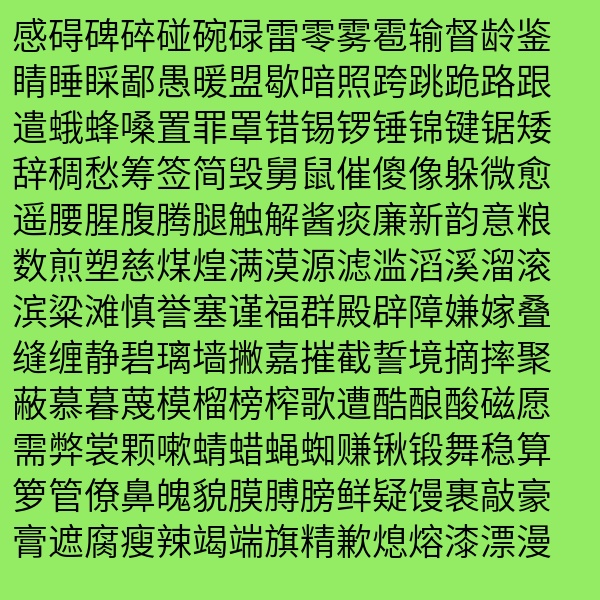 感碍碑碎碰碗碌雷零雾雹输督龄鉴
睛睡睬鄙愚暖盟歇暗照跨跳跪路跟
遣蛾蜂嗓置罪罩错锡锣锤锦键锯矮
辞稠愁筹签简毁舅鼠催傻像躲微愈
遥腰腥腹腾腿触解酱痰廉新韵意粮
数煎塑慈煤煌满漠源滤滥滔溪溜滚
滨粱滩慎誉塞谨福群殿辟障嫌嫁叠
缝缠静碧璃墙撇嘉摧截誓境摘摔聚
蔽慕暮蔑模榴榜榨歌遭酷酿酸磁愿
需弊裳颗嗽蜻蜡蝇蜘赚锹锻舞稳算
箩管僚鼻魄貌膜膊膀鲜疑馒裹敲豪
膏遮腐瘦辣竭端旗精歉熄熔漆漂漫